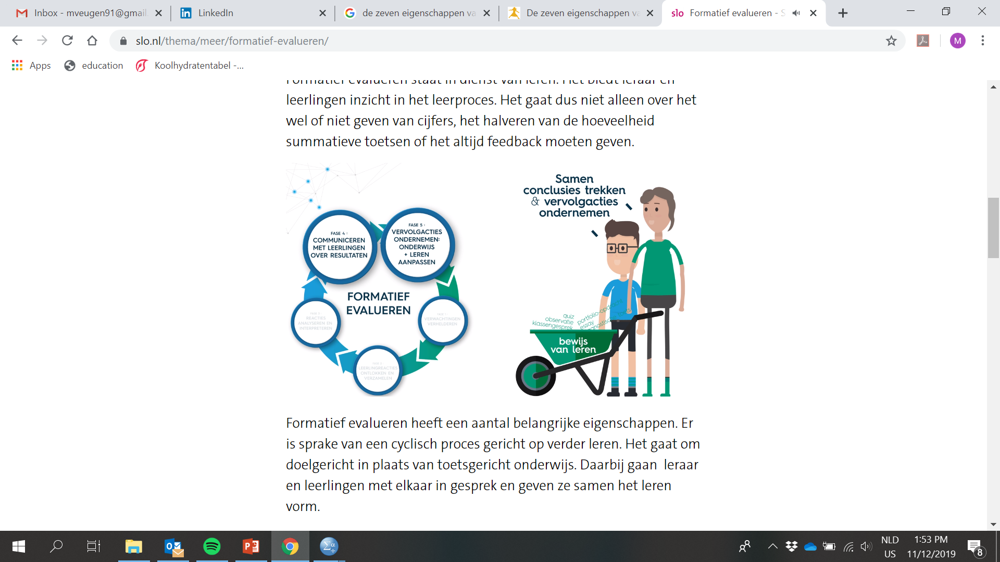 Inbox - mveugen91@gmail.
LinkedIn
de zeven eigenschappen va
De zeven eigenschappen va
slo Formatief evalueren - S
slo.nl/thema/meer/formatief-evalueren/
M
Apps
education
Koolhydratentabel -...
Formatief evalueren staat in dienst van leren. Het biedt leraar en
leerlingen inzicht in het leerproces. Het gaat dus niet alleen over het
wel of niet geven van cijfers, het halveren van de hoeveelheid
summatieve toetsen of het altijd feedback moeten geven.
Samen
conclusies trekken
& vervolgacties
ondernemen
FASE 4 :
COMMUNICEREN
MET LEERLINGEN
OVER RESULTATEN
FASE 5 :
VERVOLGACTIES
ONDERNEMEN:
ONDERWIJS
+ LEREN
AANPASSEN
FORMATIEF
EVALUEREN
FASE 3 :
REACTIES
ANALYSEREN EN
INTERPRETEREN
FASE 1 :
VERWACHTINGEN
VERHELDEREN
FASE 2 :
LEERLINGREACTIES
ONTLOKKEN EN
VERZAMELEN
quiz
observatie
klassengesprek
portfolio-opdracht
essay
toets
bewijs
van leren
Formatief evalueren heeft een aantal belangrijke eigenschappen. Er
is sprake van een cyclisch proces gericht op verder leren. Het gaat om
doelgericht in plaats van toetsgericht onderwijs. Daarbij gaan leraar
en leerlingen met elkaar in gesprek en geven ze samen het leren
vorm.
NLD
US
1:53 PM
11/12/2019
8